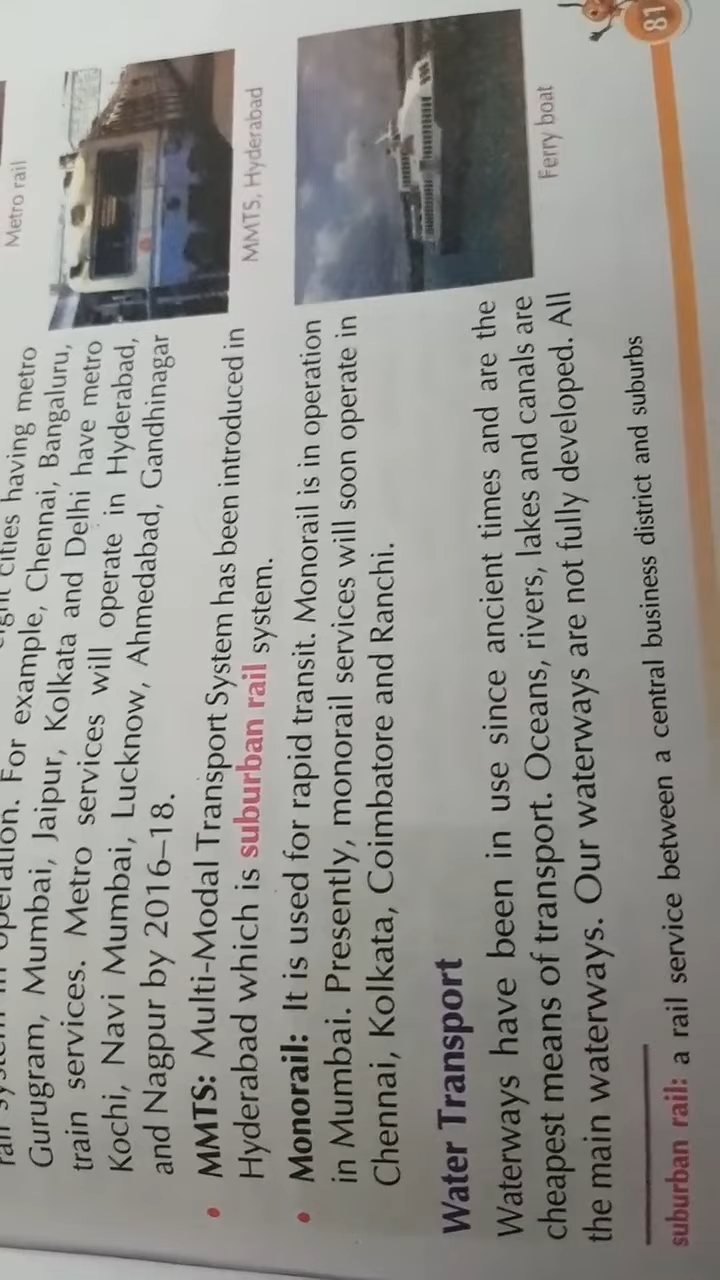 Metro rail
cities having metro
operation. For example, Chennai, Bangaluru,
Gurugram, Mumbai, Jaipur, Kolkata and Delhi have metro
train services. Metro services will operate in Hyderabad,
Kochi, Navi Mumbai, Lucknow, Ahmedabad, Gandhinagar
and Nagpur by 2016–18.
• MMTS: Multi-Modal Transport System has been introduced in
Hyderabad which is suburban rail system.
MMTS, Hyderabad
• Monorail: It is used for rapid transit. Monorail is in operation
in Mumbai. Presently, monorail services will soon operate in
Chennai, Kolkata, Coimbatore and Ranchi.
Water Transport
Waterways have been in use since ancient times and are the
cheapest means of transport. Oceans, rivers, lakes and canals are
the main waterways. Our waterways are not fully developed. All
Ferry boat
suburban rail: a rail service between a central business district and suburbs
81